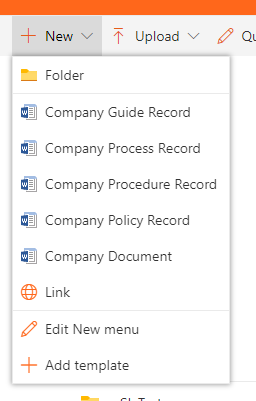 New
Upload
Qu
Folder
Company Guide Record
Company Process Record
Company Procedure Record
Company Policy Record
Company Document
Link
Edit New menu
Add template